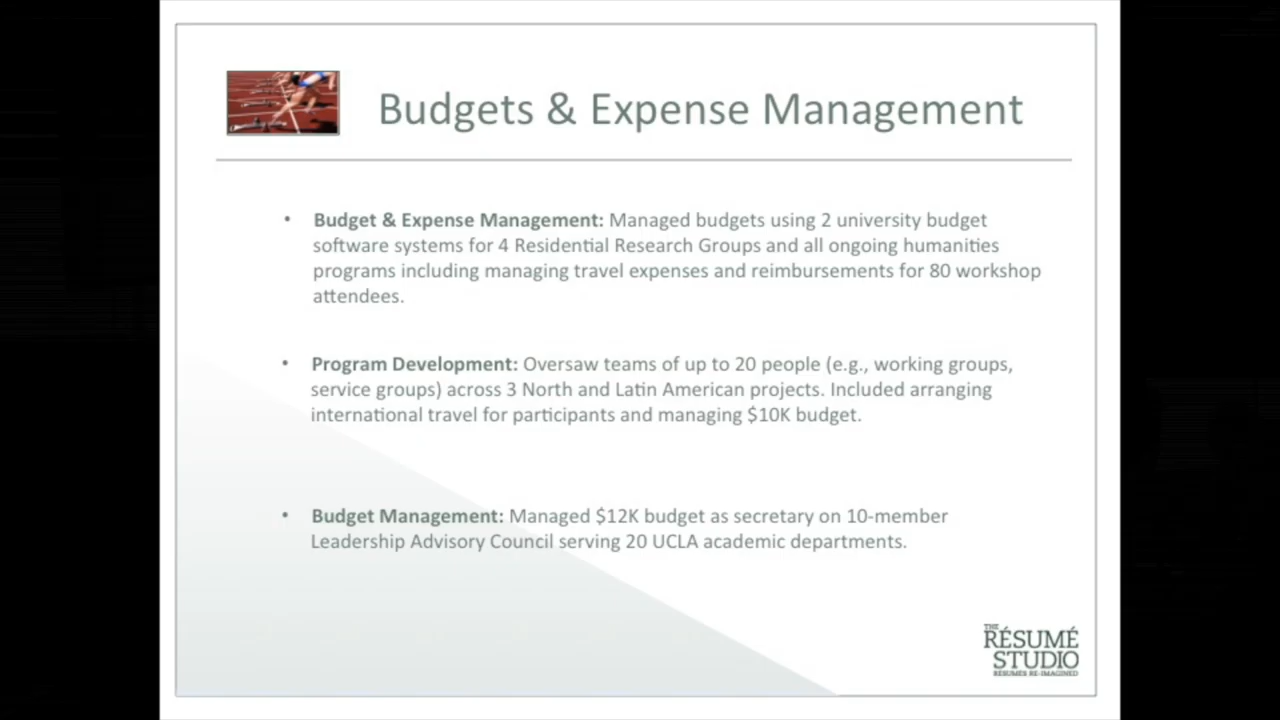 Budgets & Expense Management
• Budget & Expense Management: Managed budgets using 2 university budget
software systems for 4 Residential Research Groups and all ongoing humanities
programs including managing travel expenses and reimbursements for 80 workshop
attendees.
• Program Development: Oversaw teams of up to 20 people (e.g., working groups,
service groups) across 3 North and Latin American projects. Included arranging
international travel for participants and managing $10K budget.
• Budget Management: Managed $12K budget as secretary on 10-member
Leadership Advisory Council serving 20 UCLA academic departments.
THE
RÉSUMÉ
STUDIO
RÉSUMÉS RE-IMAGINED